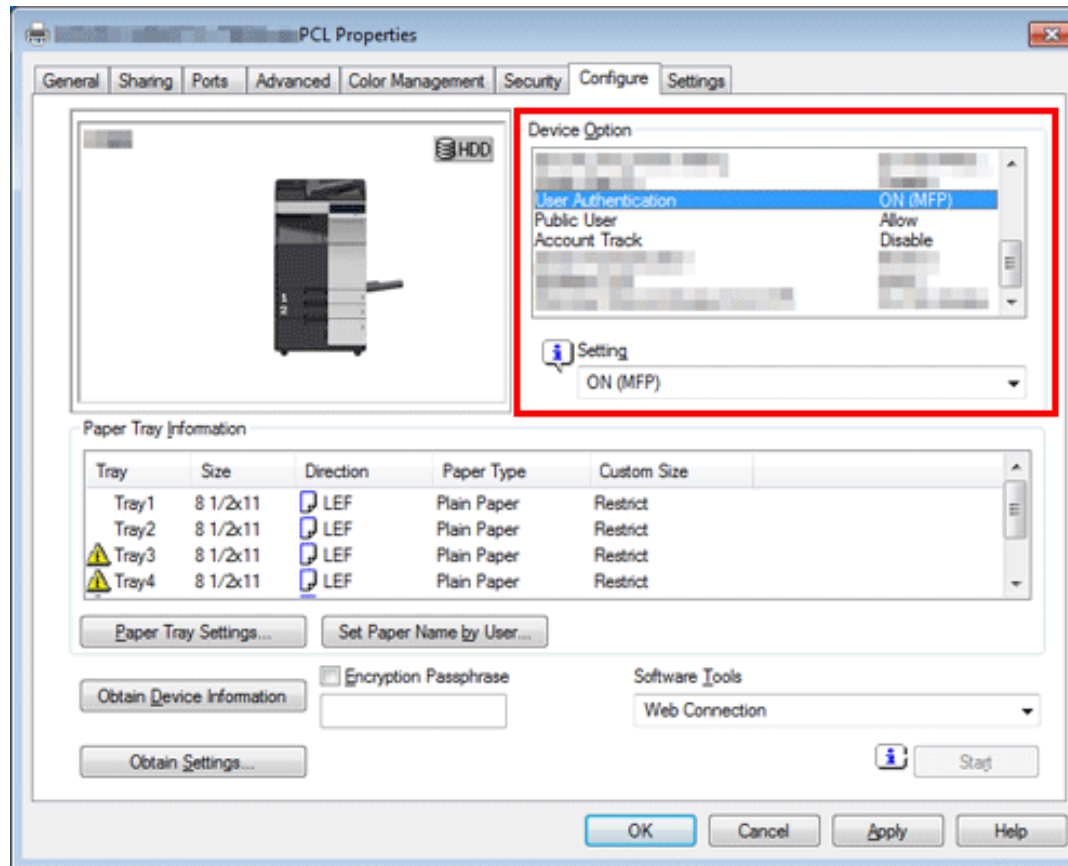 PCL Properties
General Sharing Ports Advanced Color Management Security Configure Settings
HDD
1
2
Device Option
User Authentication ON (MFP)
Public User Allow
Account Track Disable
Setting
ON (MFP)
Paper Tray Information
Tray Size Direction Paper Type Custom Size
Tray1 8 1/2x11 LEF Plain Paper Restrict
Tray2 8 1/2x11 LEF Plain Paper Restrict
Tray3 8 1/2x11 LEF Plain Paper Restrict
Tray4 8 1/2x11 LEF Plain Paper Restrict
Paper Tray Settings... Set Paper Name by User...
Obtain Device Information
Encryption Passphrase
Software Tools
Web Connection
Obtain Settings...
Start
OK Cancel Apply Help